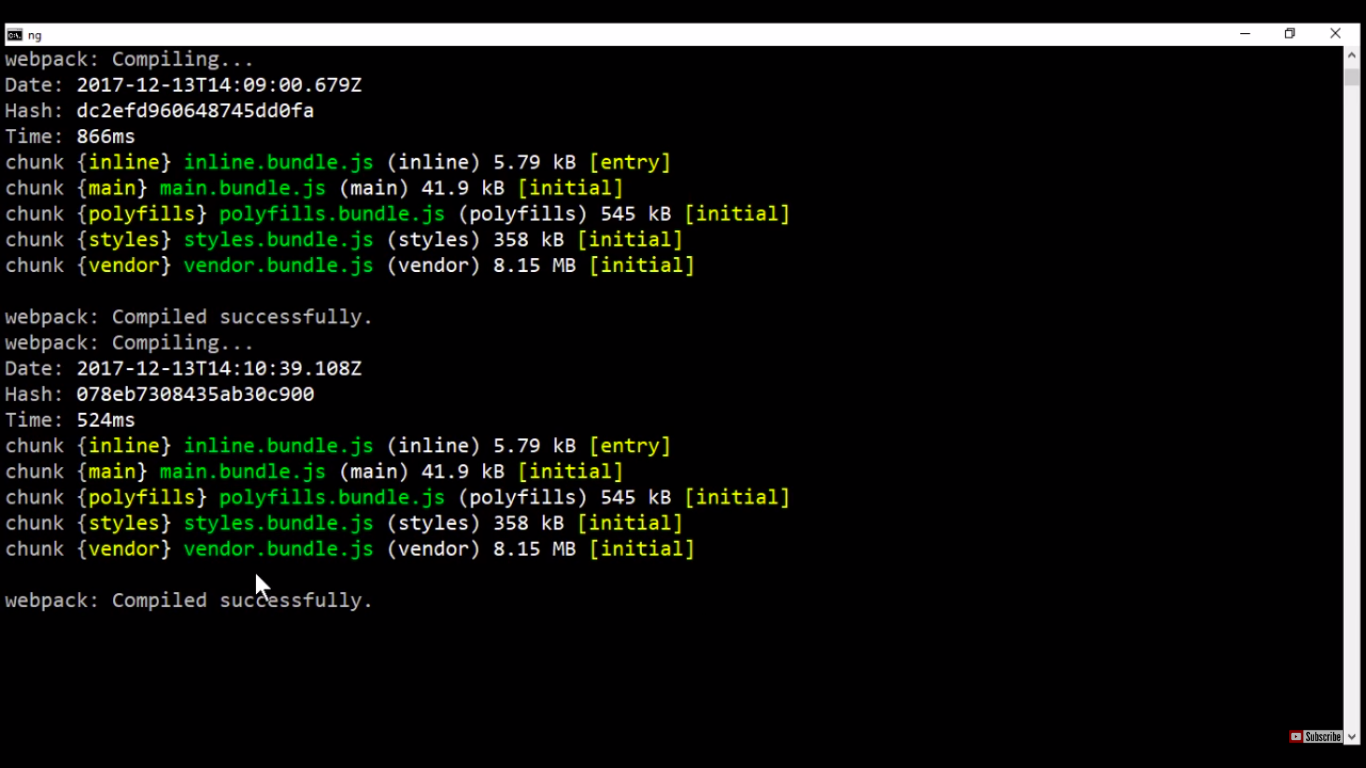 ng
webpack: Compiling...
Date: 2017-12-13T14:09:00.679Z
Hash: dc2efd960648745dd0fa
Time: 866ms
chunk {inline} inline.bundle.js (inline) 5.79 kB [entry]
chunk {main} main.bundle.js (main) 41.9 kB [initial]
chunk {polyfills} polyfills.bundle.js (polyfills) 545 kB [initial]
chunk {styles} styles.bundle.js (styles) 358 kB [initial]
chunk {vendor} vendor.bundle.js (vendor) 8.15 MB [initial]
webpack: Compiled successfully.
webpack: Compiling...
Date: 2017-12-13T14:10:39.108Z
Hash: 078eb7308435ab30c900
Time: 524ms
chunk {inline} inline.bundle.js (inline) 5.79 kB [entry]
chunk {main} main.bundle.js (main) 41.9 kB [initial]
chunk {polyfills} polyfills.bundle.js (polyfills) 545 kB [initial]
chunk {styles} styles.bundle.js (styles) 358 kB [initial]
chunk {vendor} vendor.bundle.js (vendor) 8.15 MB [initial]
webpack: Compiled successfully.
Subscribe